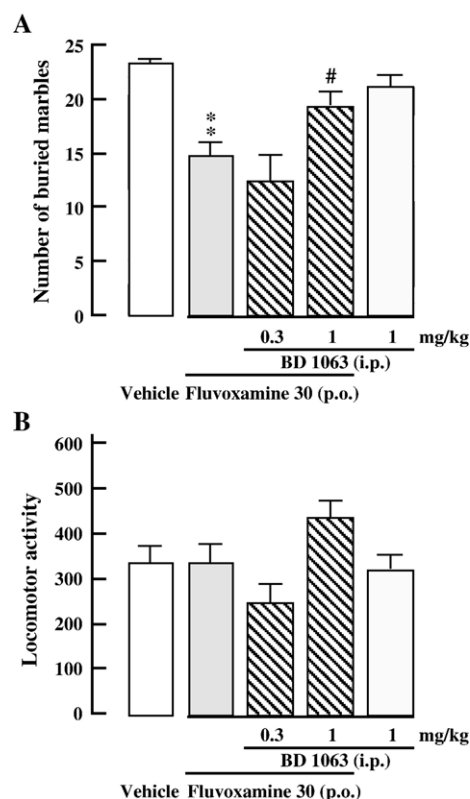 A
Number of buried marbles
25
20
15
10
5
0
**
#
0.3 1 1 mg/kg
BD 1063 (i.p.)
Vehicle Fluvoxamine 30 (p.o.)
B
Locomotor activity
600
500
400
300
200
100
0
0.3 1 1 mg/kg
BD 1063 (i.p.)
Vehicle Fluvoxamine 30 (p.o.)